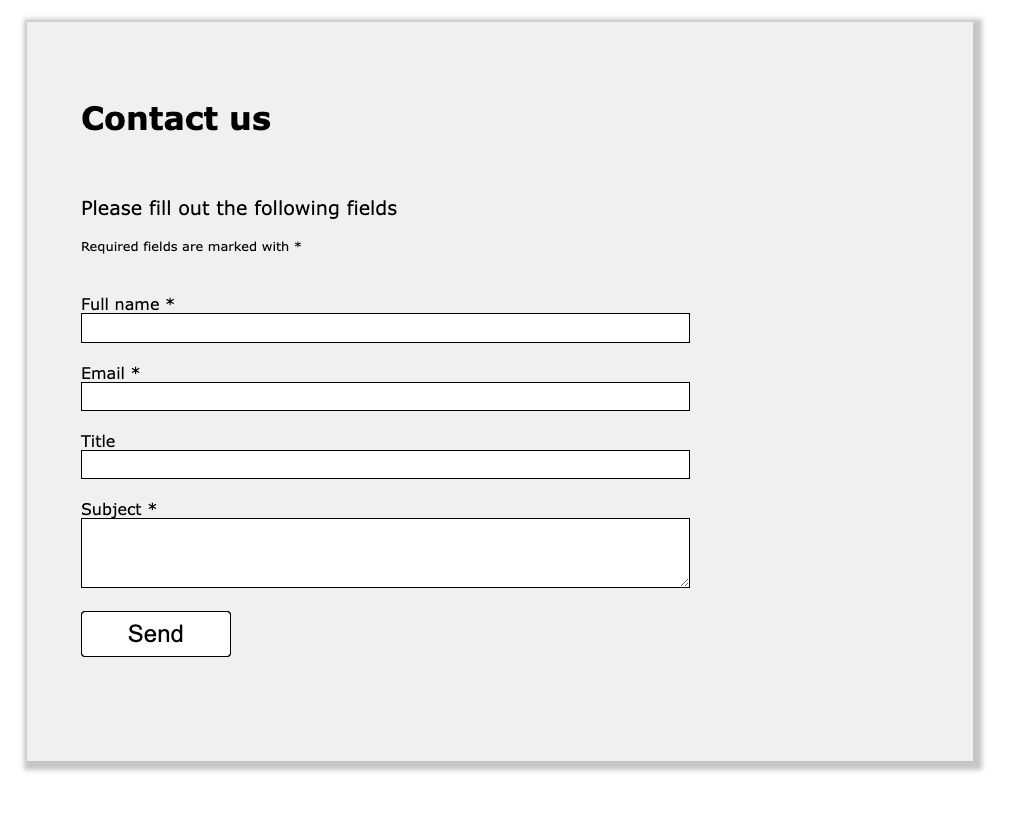 Contact us
Please fill out the following fields
Required fields are marked with *
Full name *
Email *
Title
Subject *
Send